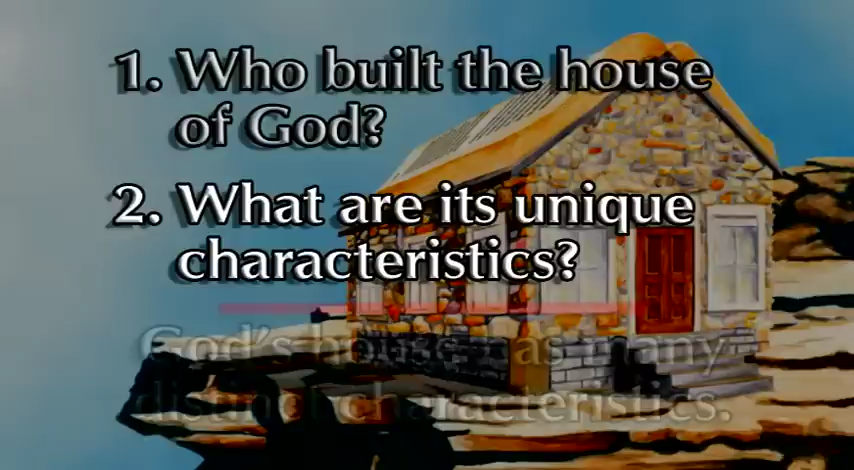 1. Who built the house
of God?
2. What are its unique
characteristics?
God's house has many
distinct characteristics.